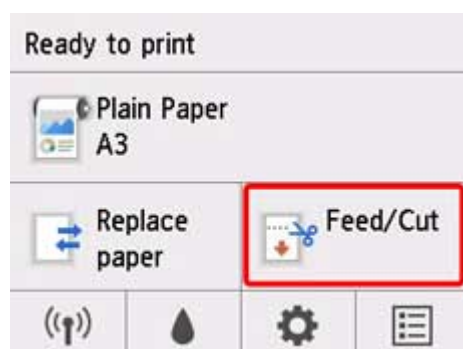 Ready to print
Plain Paper
A3
Replace
paper
Feed/Cut